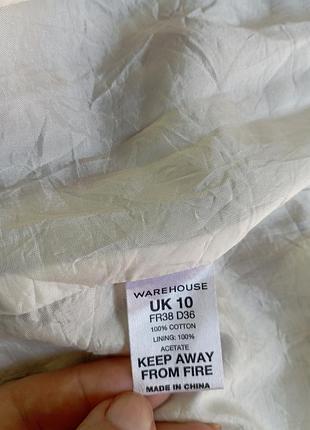 WAREHOUSE
UK 10
FR38 D36
100% COTTON
LINING: 100%
ACETATE
KEEP AWAY
FROM FIRE
MADE IN CHINA